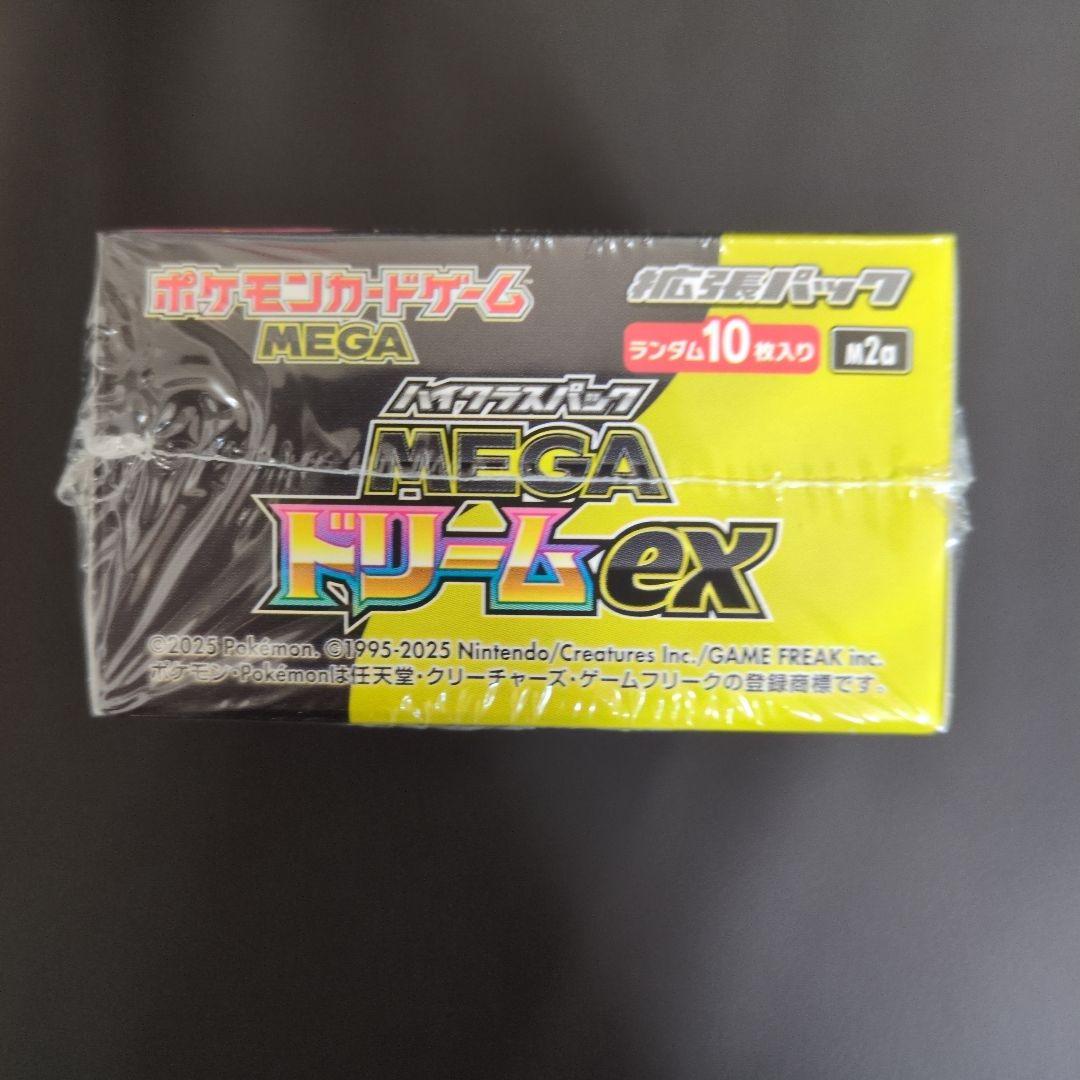 ポケモンカードゲーム
MEGA
拡張パック
ランダム10枚入り
M2a
ハイクラスパック
MEGA
ドリームex
©2025 Pokémon. ©1995-2025 Nintendo/Creatures Inc./GAME FREAK inc.
ポケモン・Pokémonは任天堂・クリーチャーズ・ゲームフリークの登録商標です。